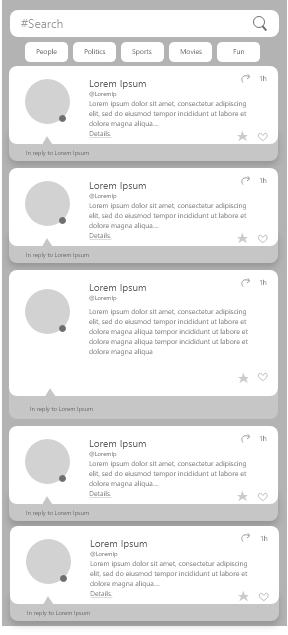 #Search
People Politics Sports Movies Fun
1h
Lorem Ipsum
@LoremIp
Lorem ipsum dolor sit amet, consectetur adipiscing
elit, sed do eiusmod tempor incididunt ut labore et
dolore magna aliqua...
Details.
In reply to Lorem Ipsum
1h
Lorem Ipsum
@LoremIp
Lorem ipsum dolor sit amet, consectetur adipiscing
elit, sed do eiusmod tempor incididunt ut labore et
dolore magna aliqua...
Details.
In reply to Lorem Ipsum
1h
Lorem Ipsum
@LoremIp
Lorem ipsum dolor sit amet, consectetur adipiscing
elit, sed do eiusmod tempor incididunt ut labore et
dolore magna aliqua tempor incididunt ut labore et
dolore magna aliqua tempor incididunt ut labore et
dolore magna aliqua
In reply to Lorem Ipsum
1h
Lorem Ipsum
@LoremIp
Lorem ipsum dolor sit amet, consectetur adipiscing
elit, sed do eiusmod tempor incididunt ut labore et
dolore magna aliqua...
Details.
In reply to Lorem Ipsum
1h
Lorem Ipsum
@LoremIp
Lorem ipsum dolor sit amet, consectetur adipiscing
elit, sed do eiusmod tempor incididunt ut labore et
dolore magna aliqua...
Details.
In reply to Lorem Ipsum